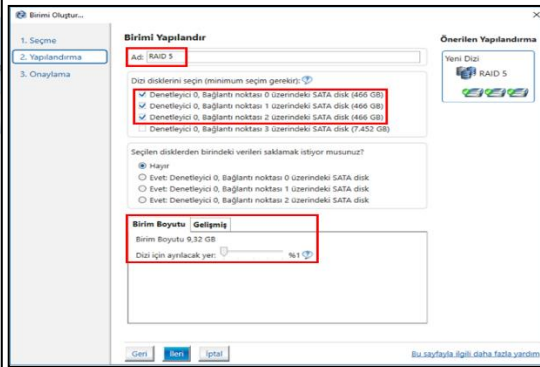 Birimi Oluştur...
1. Seçme
2. Yapılandırma
3. Onaylama
Birimi Yapılandır
Ad: RAID 5
Dizi disklerini seçin (minimum seçim gerekir):
Denetleyici 0, Bağlantı noktası 0 üzerindeki SATA disk (466 GB)
Denetleyici 0, Bağlantı noktası 1 üzerindeki SATA disk (466 GB)
Denetleyici 0, Bağlantı noktası 2 üzerindeki SATA disk (466 GB)
Denetleyici 0, Bağlantı noktası 3 üzerindeki SATA disk (7.452 GB)
Seçilen disklerden birindeki verileri saklamak istiyor musunuz?
Hayır
Evet: Denetleyici 0, Bağlantı noktası 0 üzerindeki SATA disk
Evet: Denetleyici 0, Bağlantı noktası 1 üzerindeki SATA disk
Evet: Denetleyici 0, Bağlantı noktası 2 üzerindeki SATA disk
Birim Boyutu Gelişmiş
Birim Boyutu 9,32 GB
Dizi için ayrılacak yer: %1
Geri İleri İptal
Bu sayfayla ilgili daha fazla yardım
Önerilen Yapılandırma
Yeni Dizi
RAID 5